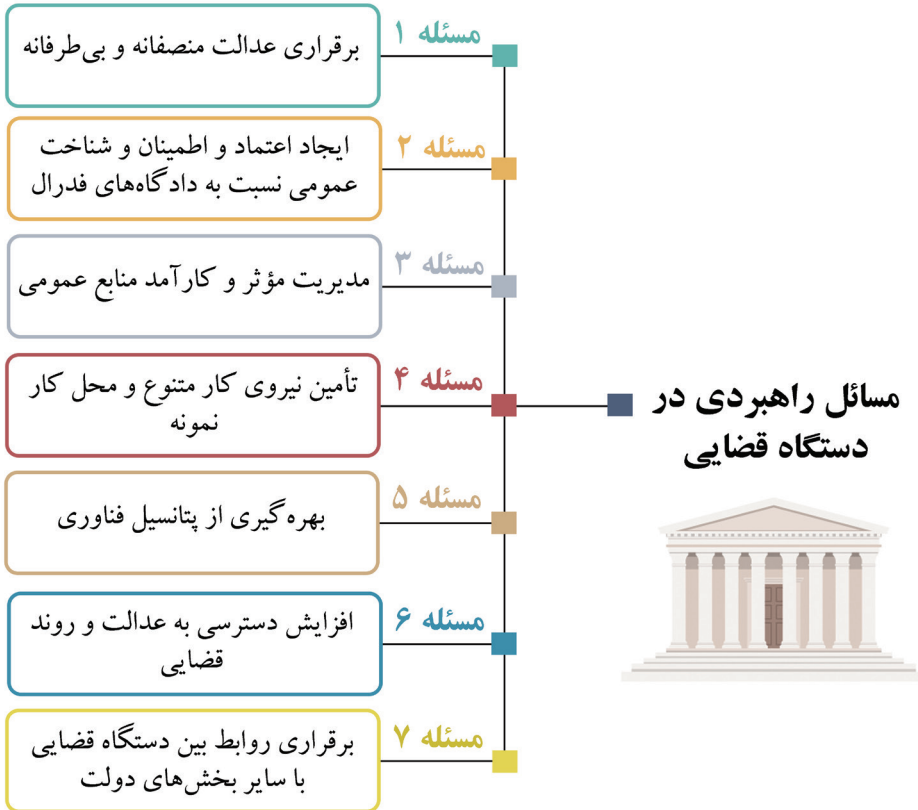 مسائل راهبردی در
دستگاه قضایی
مسئله ۱
برقراری عدالت منصفانه و بی‌طرفانه
مسئله ۲
ایجاد اعتماد و اطمینان و شناخت
عمومی نسبت به دادگاه‌های فدرال
مسئله ۳
مدیریت مؤثر و کارآمد منابع عمومی
مسئله ۴
تأمین نیروی کار متنوع و محل کار
نمونه
مسئله ۵
بهره‌گیری از پتانسیل فناوری
مسئله ۶
افزایش دسترسی به عدالت و روند
قضایی
مسئله ۷
برقراری روابط بین دستگاه قضایی
با سایر بخش‌های دولت